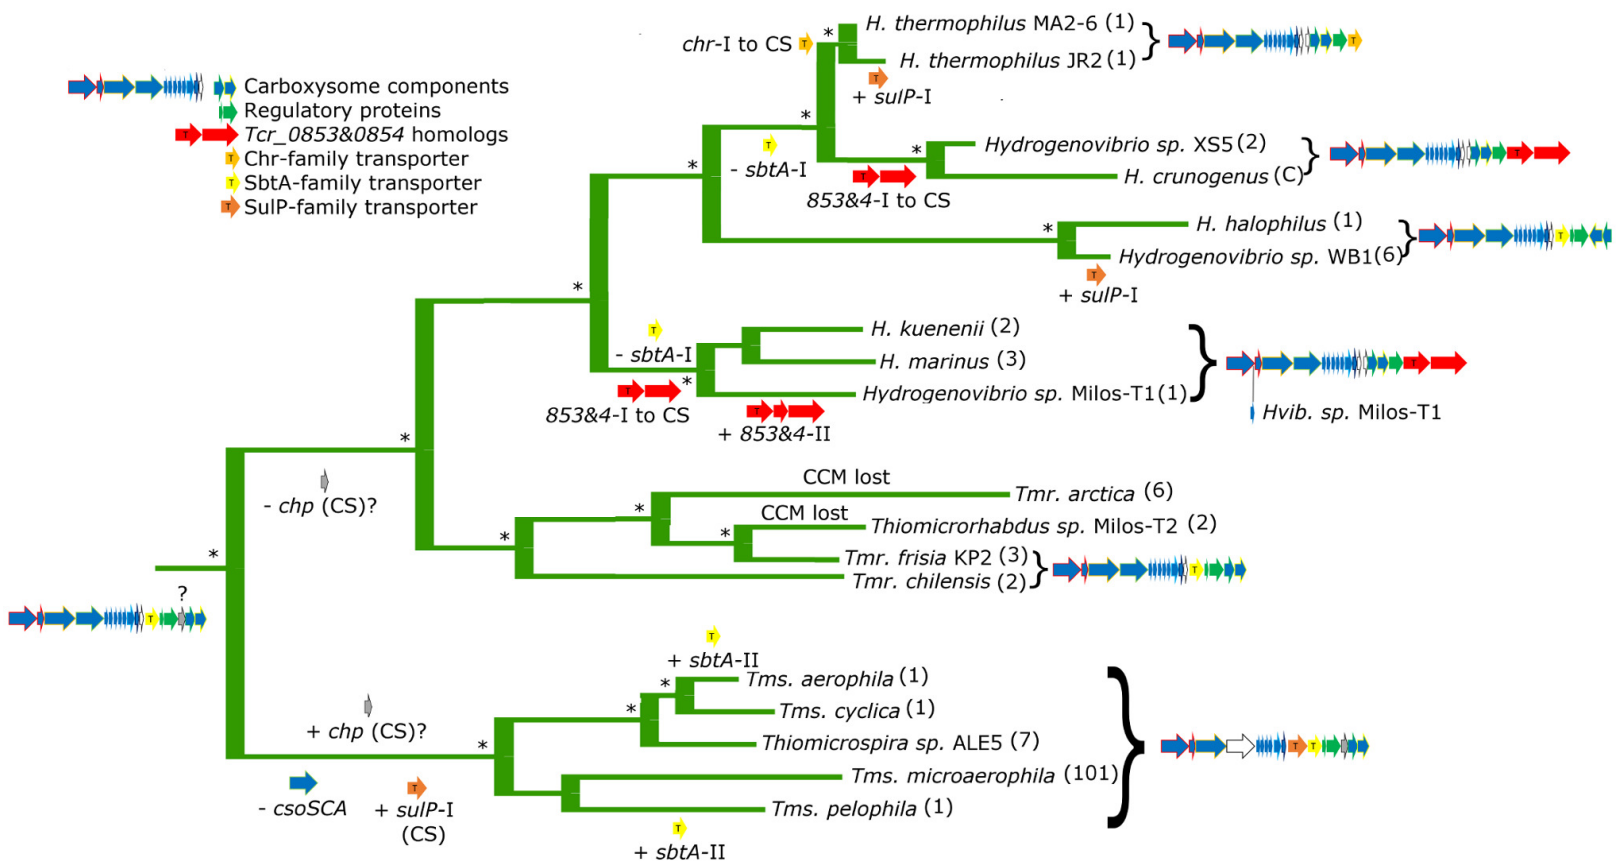 H. thermophilus MA2-6 (1)
chr-I to CS T
H. thermophilus JR2 (1)
T
+ sulP-I
Carboxysome components
Regulatory proteins
T Tcr_0853&0854 homologs
T Chr-family transporter
T SbtA-family transporter
T SulP-family transporter
T
- sbtA-I
Hydrogenovibrio sp. XS5 (2)
H. crunogenus (C)
T
853&4-I to CS
H. halophilus (1)
Hydrogenovibrio sp. WB1(6)
T
+ sulP-I
T
- sbtA-I
H. kuenenii (2)
H. marinus (3)
Hydrogenovibrio sp. Milos-T1(1)
T
853&4-I to CS
T
+ 853&4-II
Hvib. sp. Milos-T1
- chp (CS)?
CCM lost
Tmr. arctica (6)
CCM lost
Thiomicrorhabdus sp. Milos-T2 (2)
Tmr. frisia KP2 (3)
Tmr. chilensis (2)
?
T
+ sbtA-II
Tms. aerophila (1)
Tms. cyclica (1)
Thiomicrospira sp. ALE5 (7)
Tms. microaerophila (101)
Tms. pelophila (1)
+ chp (CS)?
- csoSCA
T
+ sulP-I
(CS)
T
+ sbtA-II